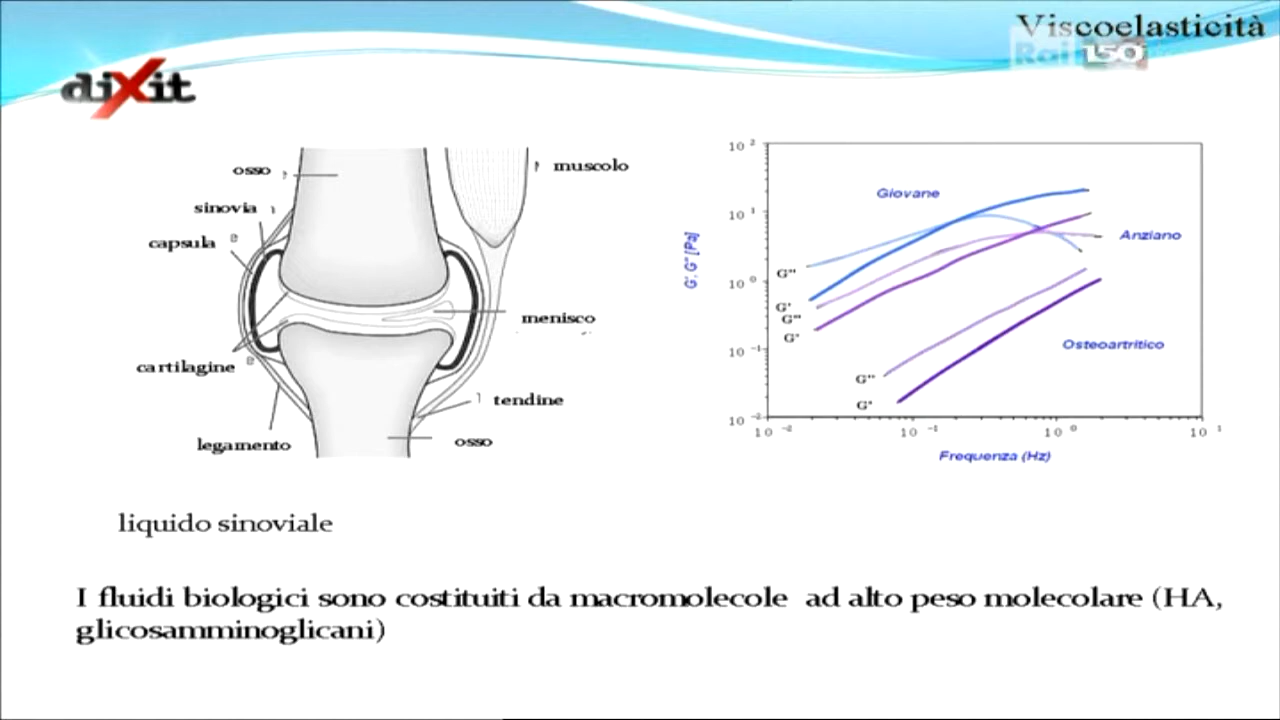 Viscoelasticità
Rai 150
dixit
osso
muscolo
sinovia
capsula
menisco
cartilagine
tendine
legamento
osso
10 2
10 1
10 0
10 -1
10 -2
G', G'' [Pa]
Giovane
Anziano
Osteoartritico
G''
G'
G''
G'
G''
G'
10 -2
10 -1
10 0
10 1
Frequenza (Hz)
liquido sinoviale
I fluidi biologici sono costituiti da macromolecole ad alto peso molecolare (HA,
glicosamminoglicani)